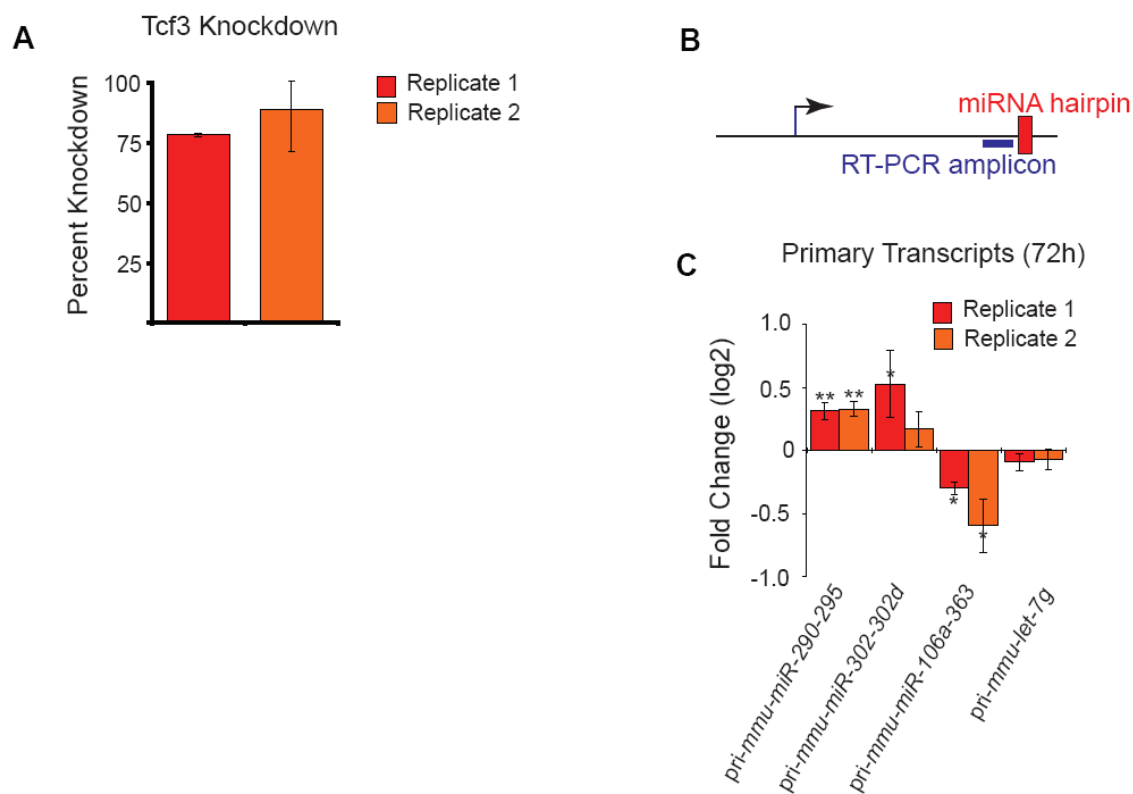 A
Tcf3 Knockdown
Percent Knockdown
100
75
50
25
Replicate 1
Replicate 2
B
miRNA hairpin
RT-PCR amplicon
C
Primary Transcripts (72h)
Replicate 1
Replicate 2
Fold Change (log2)
1.0
0.5
0
-0.5
-1.0
**
**
*
*
*
pri-mmu-miR-290-295
pri-mmu-miR-302-302d
pri-mmu-miR-106a-363
pri-mmu-let-7g